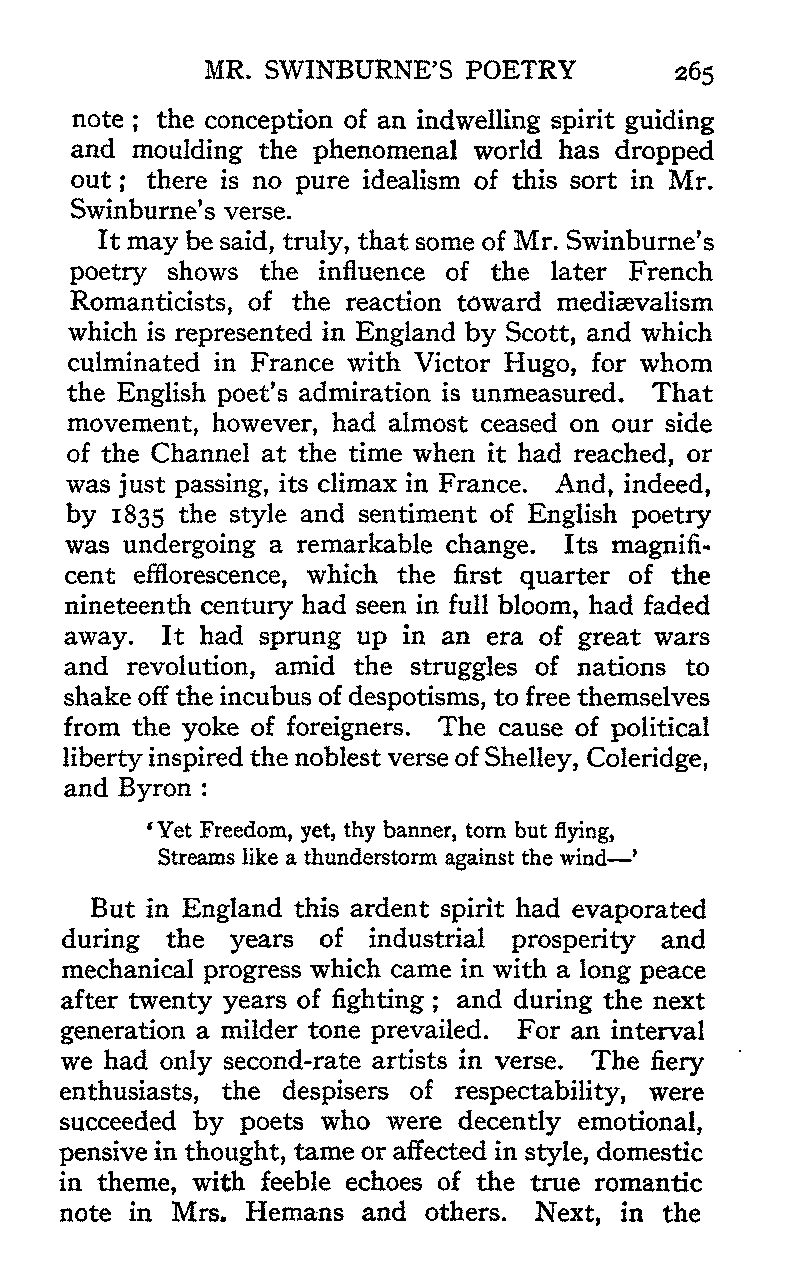 MR. SWINBURNE'S POETRY 265
note ; the conception of an indwelling spirit guiding
and moulding the phenomenal world has dropped
out ; there is no pure idealism of this sort in Mr.
Swinburne's verse.
It may be said, truly, that some of Mr. Swinburne's
poetry shows the influence of the later French
Romanticists, of the reaction toward mediævalism
which is represented in England by Scott, and which
culminated in France with Victor Hugo, for whom
the English poet's admiration is unmeasured. That
movement, however, had almost ceased on our side
of the Channel at the time when it had reached, or
was just passing, its climax in France. And, indeed,
by 1835 the style and sentiment of English poetry
was undergoing a remarkable change. Its magnifi-
cent efflorescence, which the first quarter of the
nineteenth century had seen in full bloom, had faded
away. It had sprung up in an era of great wars
and revolution, amid the struggles of nations to
shake off the incubus of despotisms, to free themselves
from the yoke of foreigners. The cause of political
liberty inspired the noblest verse of Shelley, Coleridge,
and Byron :
'Yet Freedom, yet, thy banner, torn but flying,
Streams like a thunderstorm against the wind—'
But in England this ardent spirit had evaporated
during the years of industrial prosperity and
mechanical progress which came in with a long peace
after twenty years of fighting ; and during the next
generation a milder tone prevailed. For an interval
we had only second-rate artists in verse. The fiery
enthusiasts, the despisers of respectability, were
succeeded by poets who were decently emotional,
pensive in thought, tame or affected in style, domestic
in theme, with feeble echoes of the true romantic
note in Mrs. Hemans and others. Next, in the